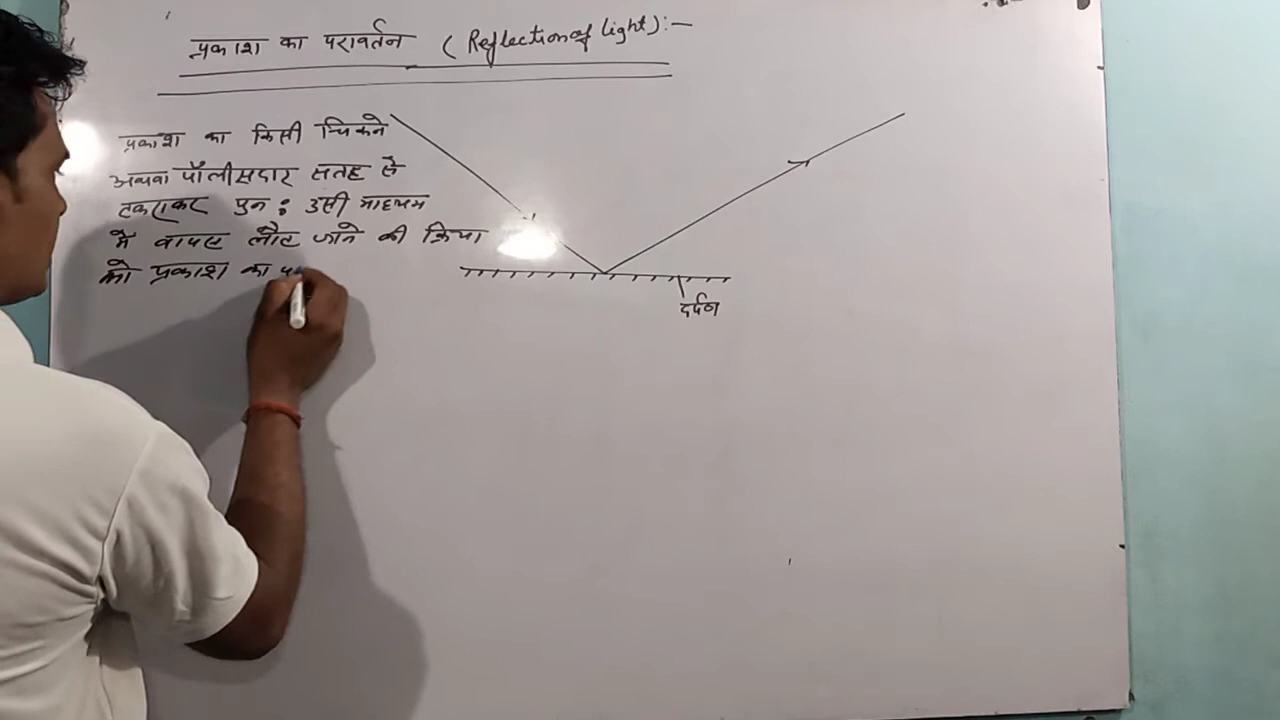 प्रकाश का परावर्तन (Reflection of light):-
प्रकाश का किसी चिकने
अथवा पॉलीसदार सतह से
टकराकर पुन: उसी माध्यम
में वापस लौट जाने की क्रिया
को प्रकाश का प
दर्पण